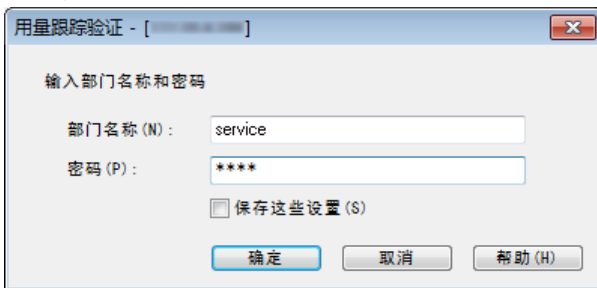 用量跟踪验证 - [ ]
输入部门名称和密码
部门名称(N): service
密码(P): ****
保存这些设置(S)
确定 取消 帮助(H)